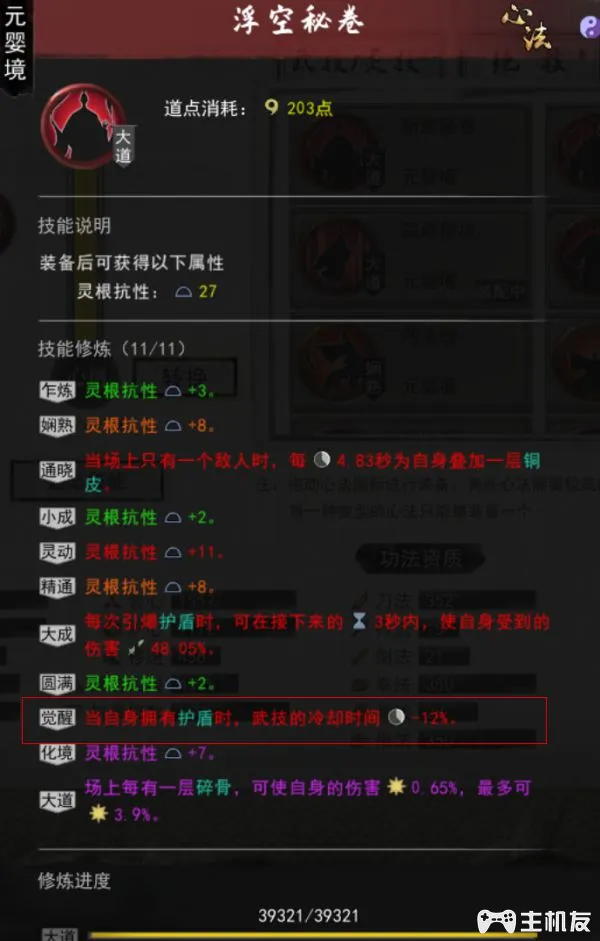 元婴境
浮空秘卷
心法
大道
道点消耗： 203点
技能说明
装备后可获得以下属性
灵根抗性： 27
技能修炼（11/11）
乍炼 灵根抗性 +3。
娴熟 灵根抗性 +8。
通晓 当场上只有一个敌人时，每 4.83秒为自身叠加一层铜
皮。
小成 灵根抗性 +2。
灵动 灵根抗性 +11。
精通 灵根抗性 +8。
大成 每次引爆护盾时，可在接下来的 3秒内，使自身受到的
伤害 48.05%。
圆满 灵根抗性 +2。
觉醒 当自身拥有护盾时，武技的冷却时间 -12%。
化境 灵根抗性 +7。
大道 场上每有一层碎骨，可使自身的伤害 0.65%，最多可
3.9%。
修炼进度
39321/39321
大道
主机友
功法资质